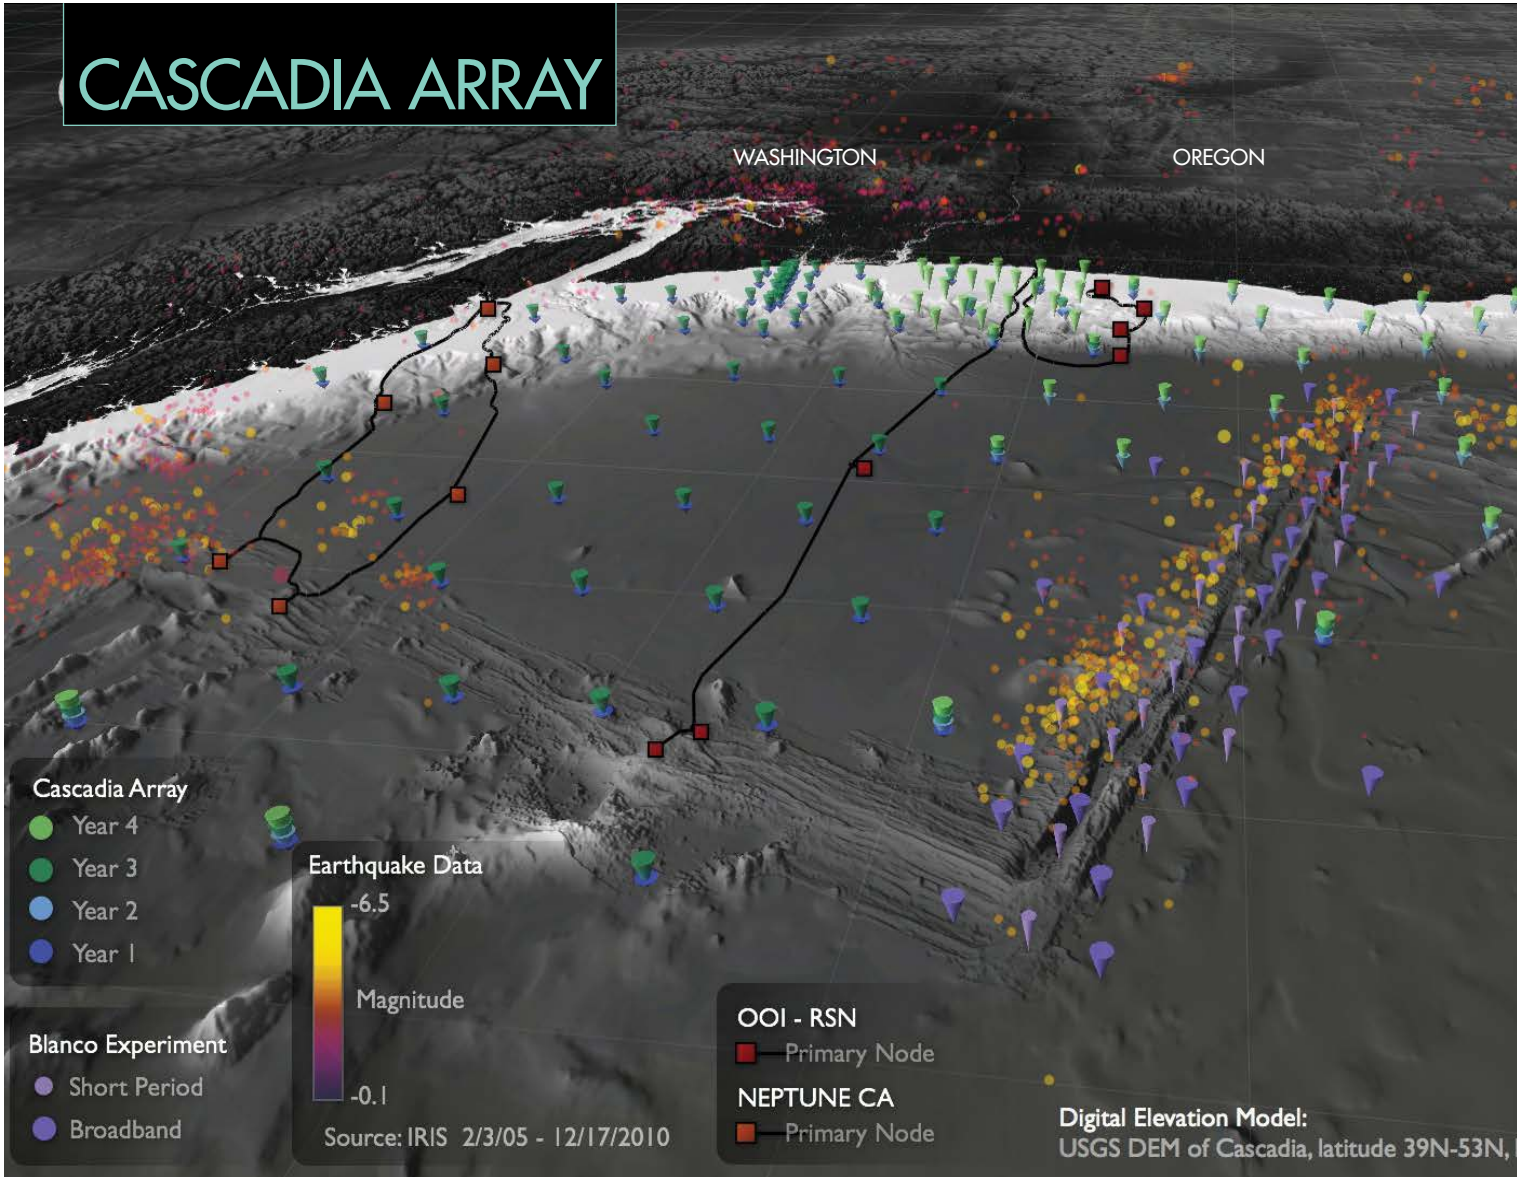 CASCADIA ARRAY
WASHINGTON
OREGON
Cascadia Array
Year 4
Year 3
Year 2
Year 1
Blanco Experiment
Short Period
Broadband
Earthquake Data
-6.5
Magnitude
-0.1
Source: IRIS 2/3/05 - 12/17/2010
OOI - RSN
Primary Node
NEPTUNE CA
Primary Node
Digital Elevation Model:
USGS DEM of Cascadia, latitude 39N-53N,